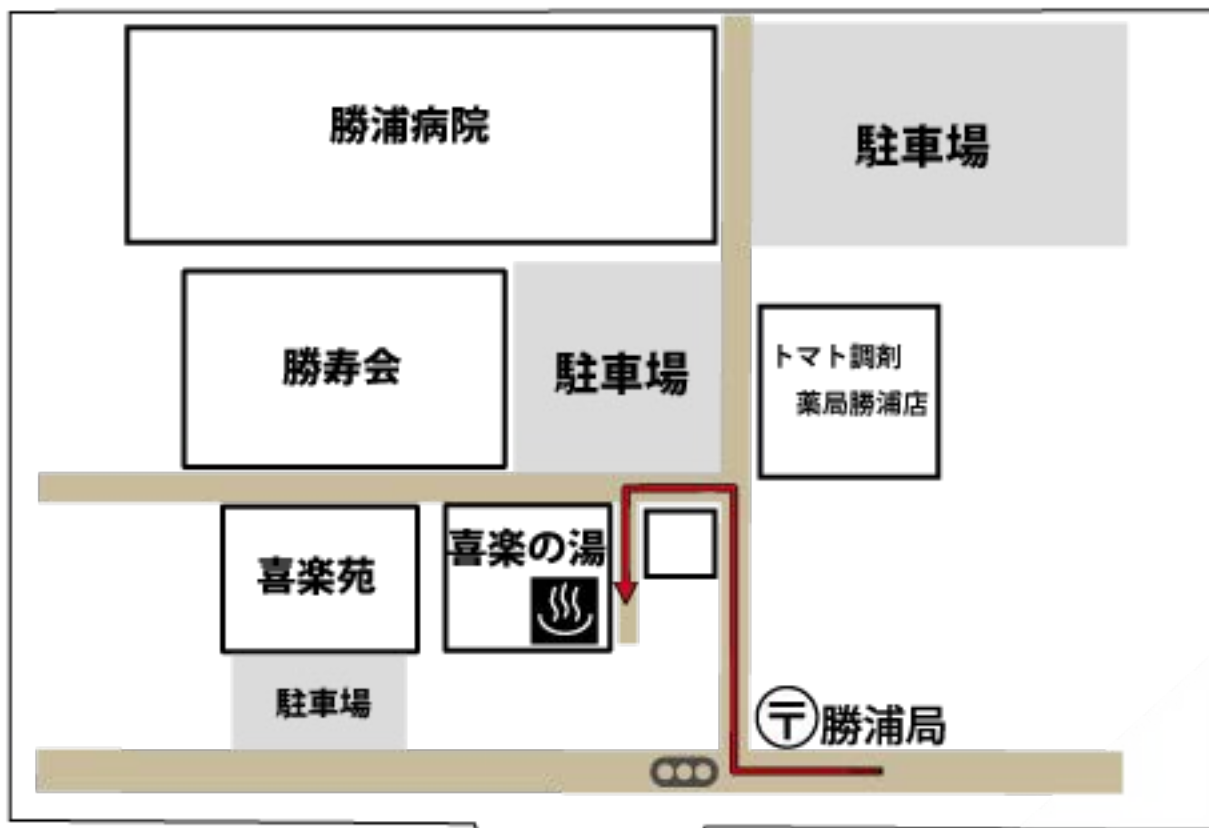 勝浦病院
駐車場
勝寿会
駐車場
トマト調剤
薬局勝浦店
喜楽苑
喜楽の湯
駐車場
〒勝浦局